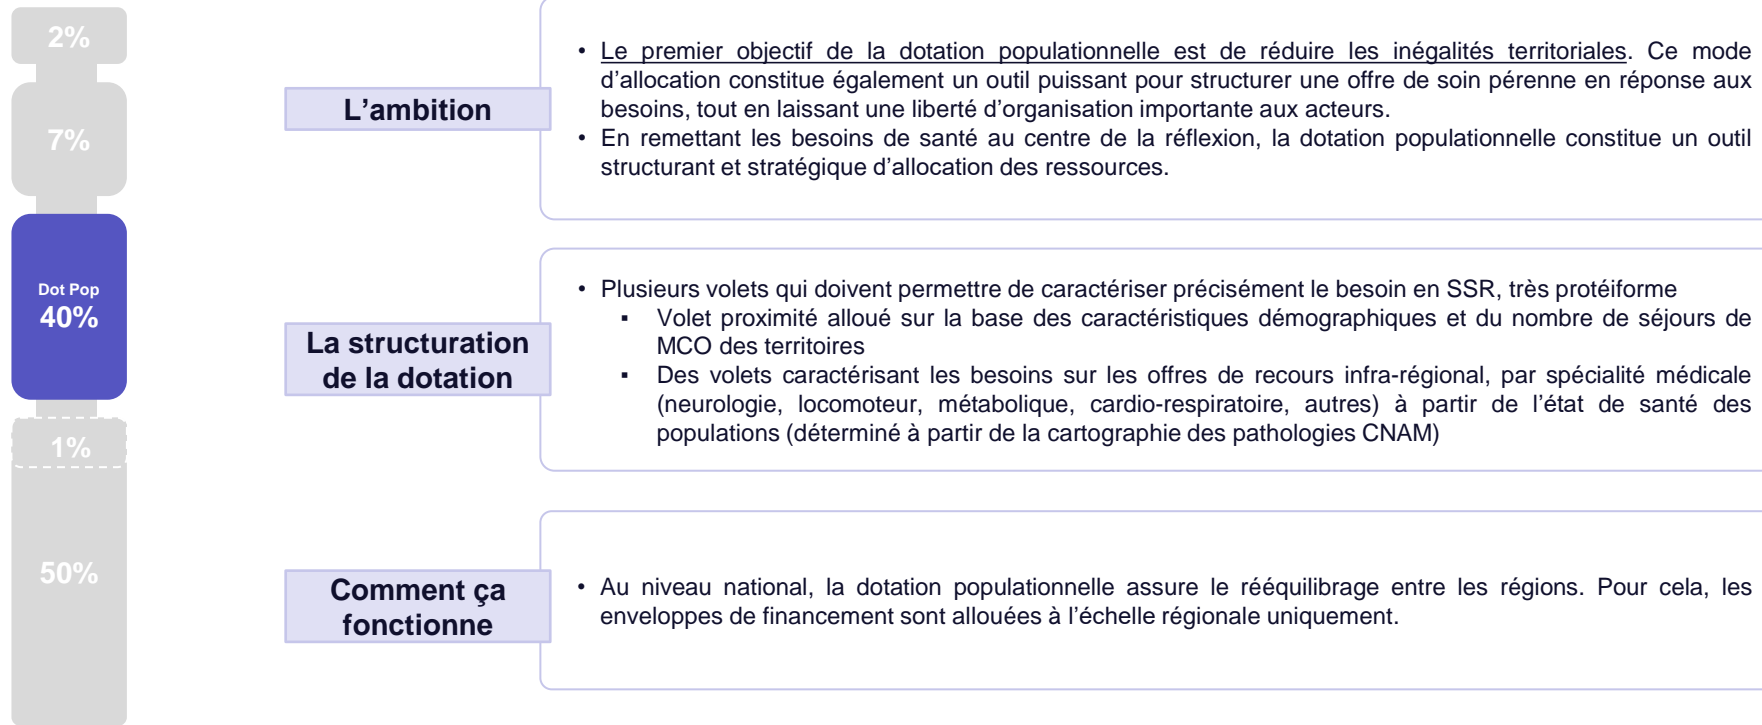 2%
7%
Dot Pop
40%
1%
50%
L’ambition
• Le premier objectif de la dotation populationnelle est de réduire les inégalités territoriales. Ce mode
d’allocation constitue également un outil puissant pour structurer une offre de soin pérenne en réponse aux
besoins, tout en laissant une liberté d’organisation importante aux acteurs.
• En remettant les besoins de santé au centre de la réflexion, la dotation populationnelle constitue un outil
structurant et stratégique d’allocation des ressources.
La structuration
de la dotation
• Plusieurs volets qui doivent permettre de caractériser précisément le besoin en SSR, très protéiforme
▪ Volet proximité alloué sur la base des caractéristiques démographiques et du nombre de séjours de
MCO des territoires
▪ Des volets caractérisant les besoins sur les offres de recours infra-régional, par spécialité médicale
(neurologie, locomoteur, métabolique, cardio-respiratoire, autres) à partir de l’état de santé des
populations (déterminé à partir de la cartographie des pathologies CNAM)
Comment ça
fonctionne
• Au niveau national, la dotation populationnelle assure le rééquilibrage entre les régions. Pour cela, les
enveloppes de financement sont allouées à l’échelle régionale uniquement.